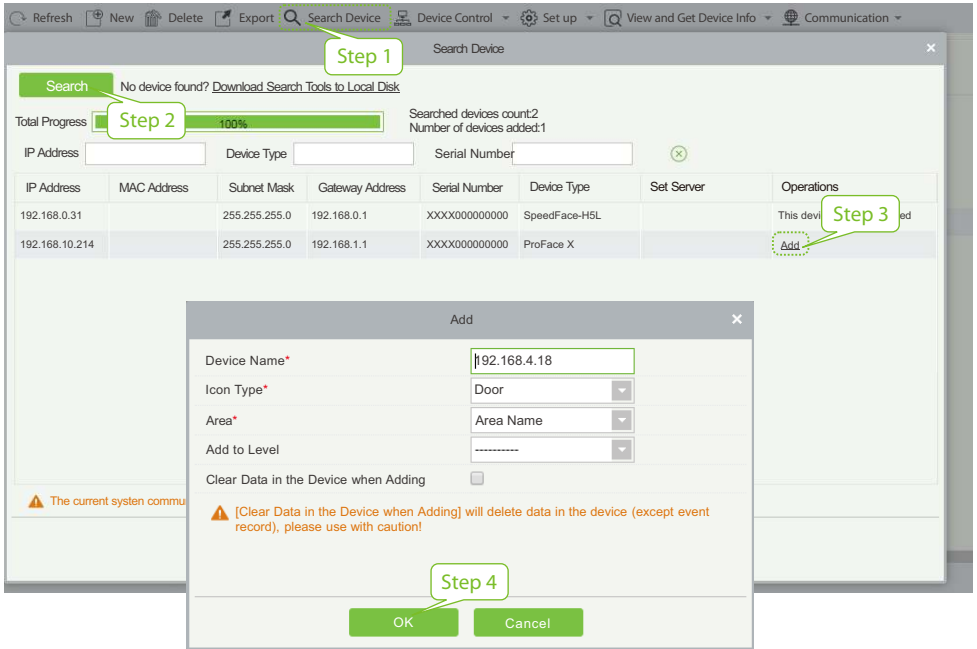 Refresh New Delete Export Search Device Device Control Set up View and Get Device Info Communication
Step 1
Search Device
Search No device found? Download Search Tools to Local Disk
Step 2
Total Progress 100%
Searched devices count:2
Number of devices added:1
IP Address Device Type Serial Number
IP Address MAC Address Subnet Mask Gateway Address Serial Number Device Type Set Server Operations
192.168.0.31 255.255.255.0 192.168.0.1 XXXX000000000 SpeedFace-H5L This devi ed
Step 3
192.168.10.214 255.255.255.0 192.168.1.1 XXXX000000000 ProFace X Add
Add
Device Name* 192.168.4.18
Icon Type* Door
Area* Area Name
Add to Level ----------
Clear Data in the Device when Adding
The current systen commu
[Clear Data in the Device when Adding] will delete data in the device (except event
record), please use with caution!
Step 4
OK Cancel